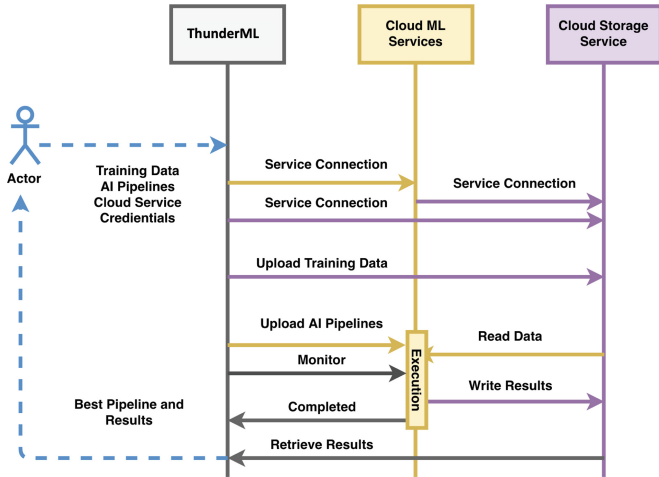 ThunderML
Cloud ML
Services
Cloud Storage
Service
Actor
Training Data
AI Pipelines
Cloud Service
Credentials
Service Connection
Service Connection
Service Connection
Upload Training Data
Upload AI Pipelines
Execution
Read Data
Monitor
Write Results
Best Pipeline and
Results
Completed
Retrieve Results